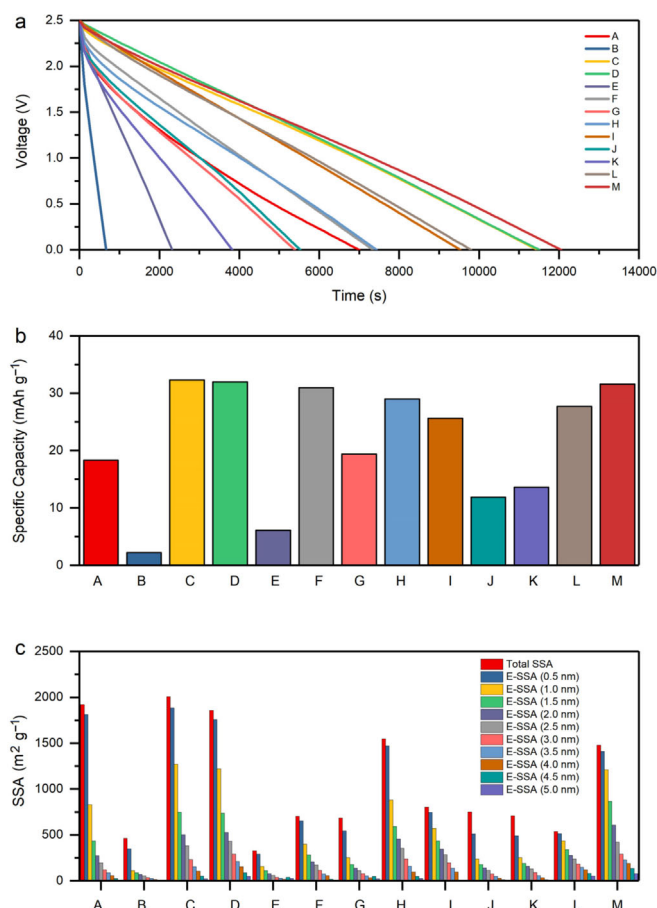 a
2.5
2.0
1.5
1.0
0.5
0.0
Voltage (V)
0 2000 4000 6000 8000 10000 12000 14000
Time (s)
A
B
C
D
E
F
G
H
I
J
K
L
M
b
40
30
20
10
0
Specific Capacity (mAh g⁻¹)
A B C D E F G H I J K L M
c
2500
2000
1500
1000
500
0
SSA (m² g⁻¹)
Total SSA
E-SSA (0.5 nm)
E-SSA (1.0 nm)
E-SSA (1.5 nm)
E-SSA (2.0 nm)
E-SSA (2.5 nm)
E-SSA (3.0 nm)
E-SSA (3.5 nm)
E-SSA (4.0 nm)
E-SSA (4.5 nm)
E-SSA (5.0 nm)
A B C D E F G H I J K L M